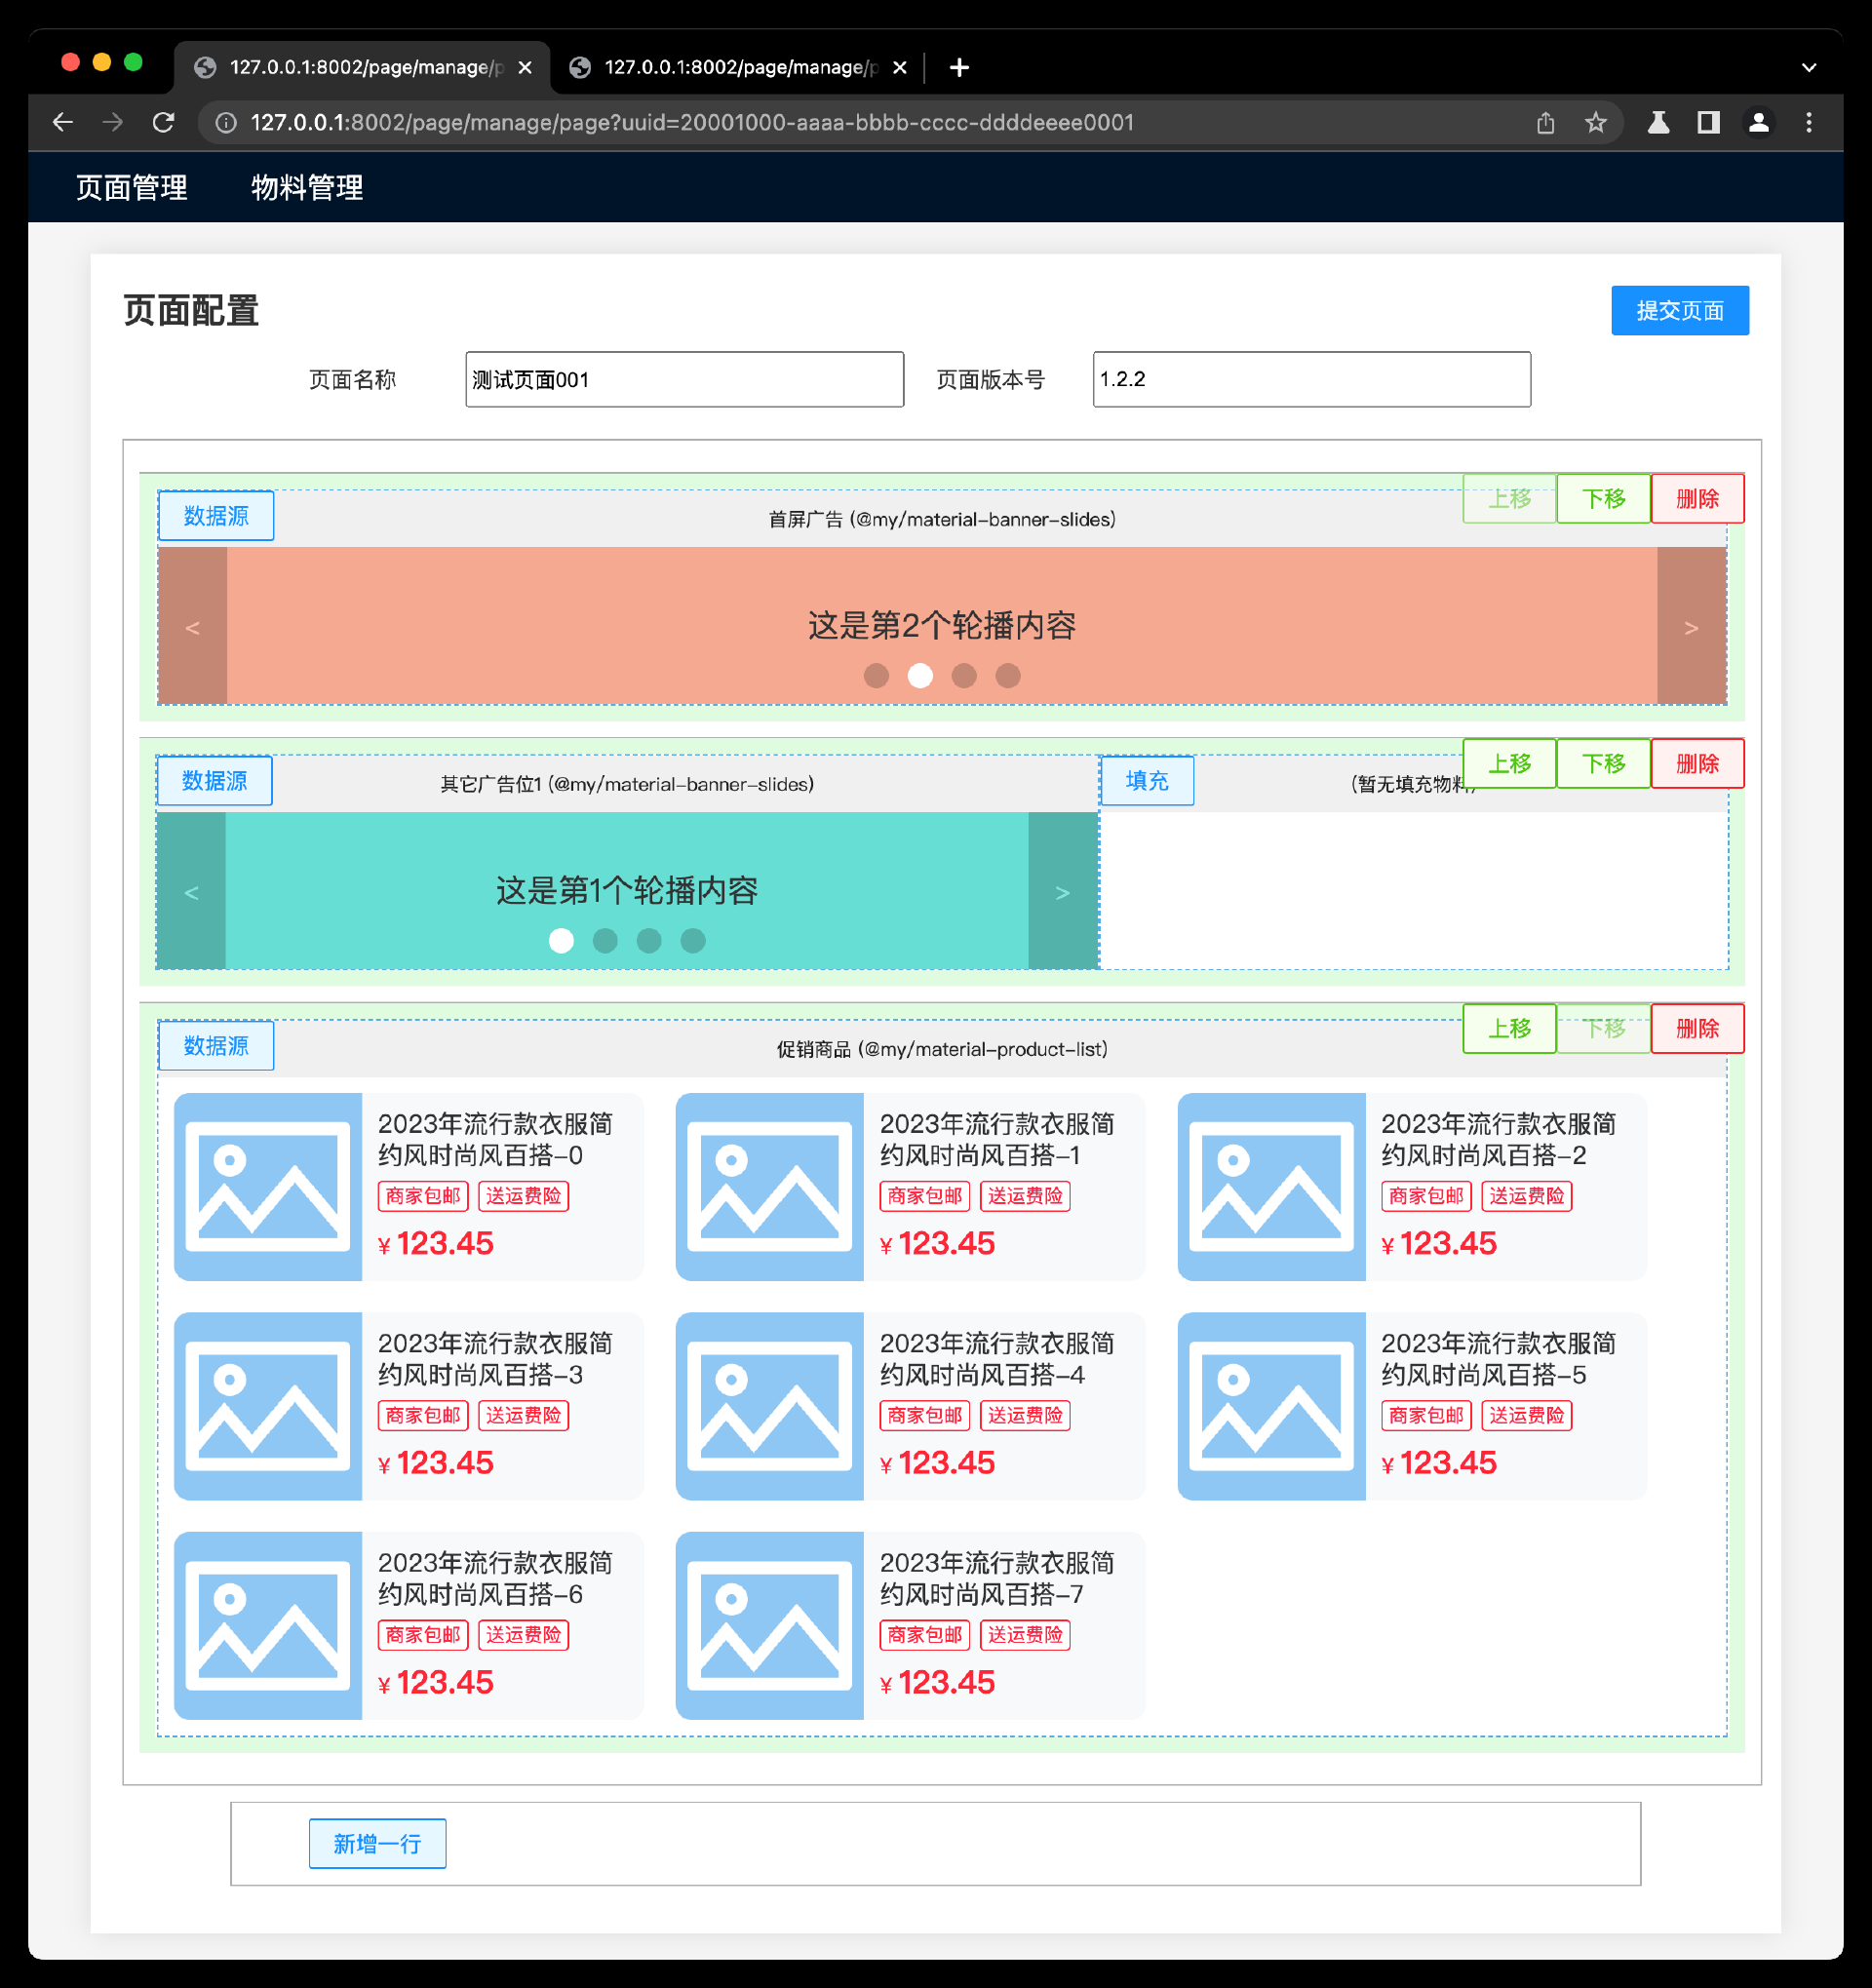 127.0.0.1:8002/page/manage/p
127.0.0.1:8002/page/manage/p
127.0.0.1:8002/page/manage/page?uuid=20001000-aaaa-bbbb-cccc-ddddeeee0001
页面管理 物料管理
页面配置 提交页面
页面名称 测试页面001 页面版本号 1.2.2
数据源 首屏广告 (@my/material-banner-slides) 上移 下移 删除
< 这是第2个轮播内容 >
数据源 其它广告位1 (@my/material-banner-slides) 填充 (暂无填充物料) 上移 下移 删除
< 这是第1个轮播内容 >
数据源 促销商品 (@my/material-product-list) 上移 下移 删除
2023年流行款衣服简
约风时尚风百搭-0
商家包邮 送运费险
¥ 123.45
2023年流行款衣服简
约风时尚风百搭-1
商家包邮 送运费险
¥ 123.45
2023年流行款衣服简
约风时尚风百搭-2
商家包邮 送运费险
¥ 123.45
2023年流行款衣服简
约风时尚风百搭-3
商家包邮 送运费险
¥ 123.45
2023年流行款衣服简
约风时尚风百搭-4
商家包邮 送运费险
¥ 123.45
2023年流行款衣服简
约风时尚风百搭-5
商家包邮 送运费险
¥ 123.45
2023年流行款衣服简
约风时尚风百搭-6
商家包邮 送运费险
¥ 123.45
2023年流行款衣服简
约风时尚风百搭-7
商家包邮 送运费险
¥ 123.45
新增一行